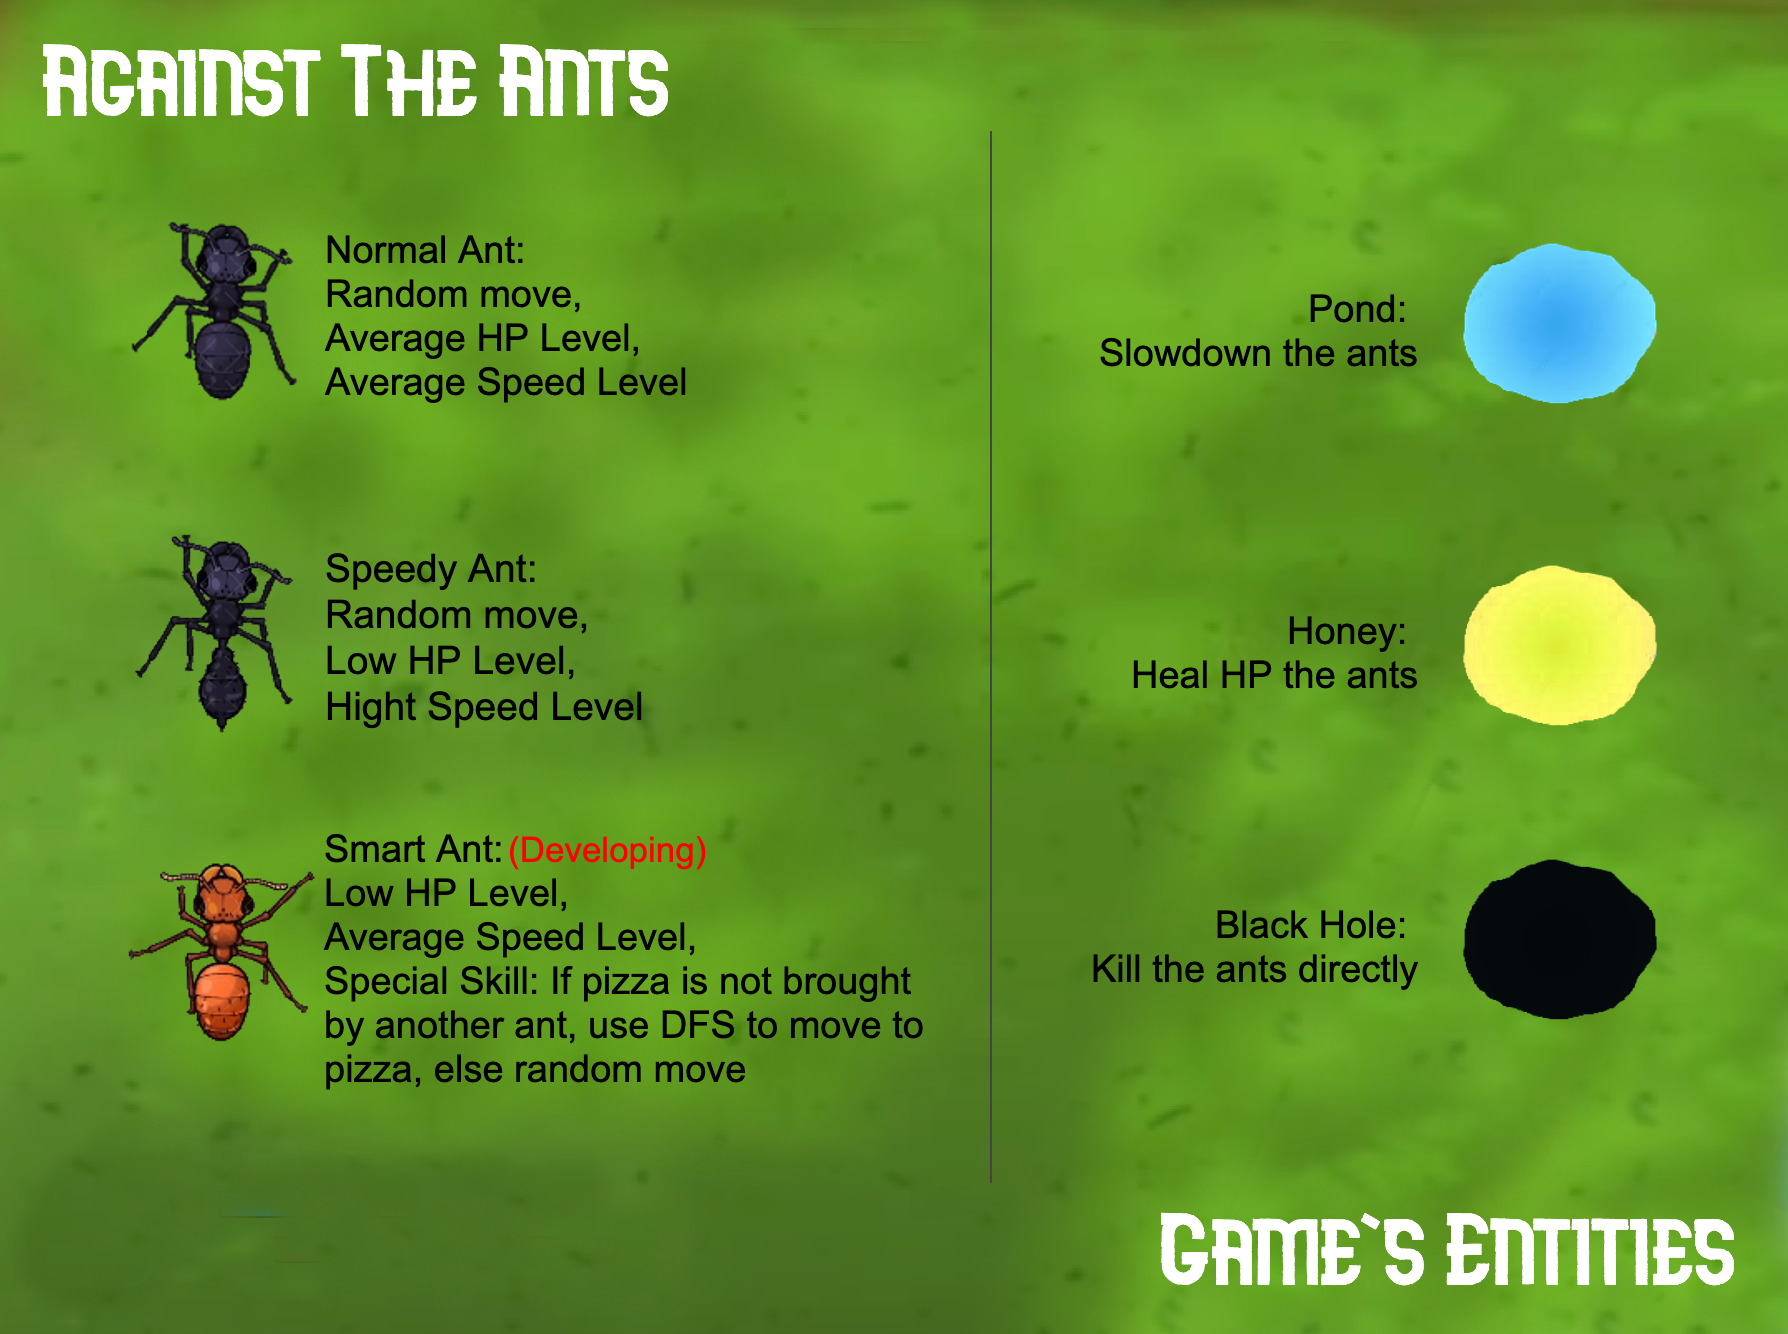 Against The Ants
Normal Ant:
Random move,
Average HP Level,
Average Speed Level
Speedy Ant:
Random move,
Low HP Level,
Hight Speed Level
Smart Ant: (Developing)
Low HP Level,
Average Speed Level,
Special Skill: If pizza is not brought
by another ant, use DFS to move to
pizza, else random move
Pond:
Slowdown the ants
Honey:
Heal HP the ants
Black Hole:
Kill the ants directly
Game`s Entities